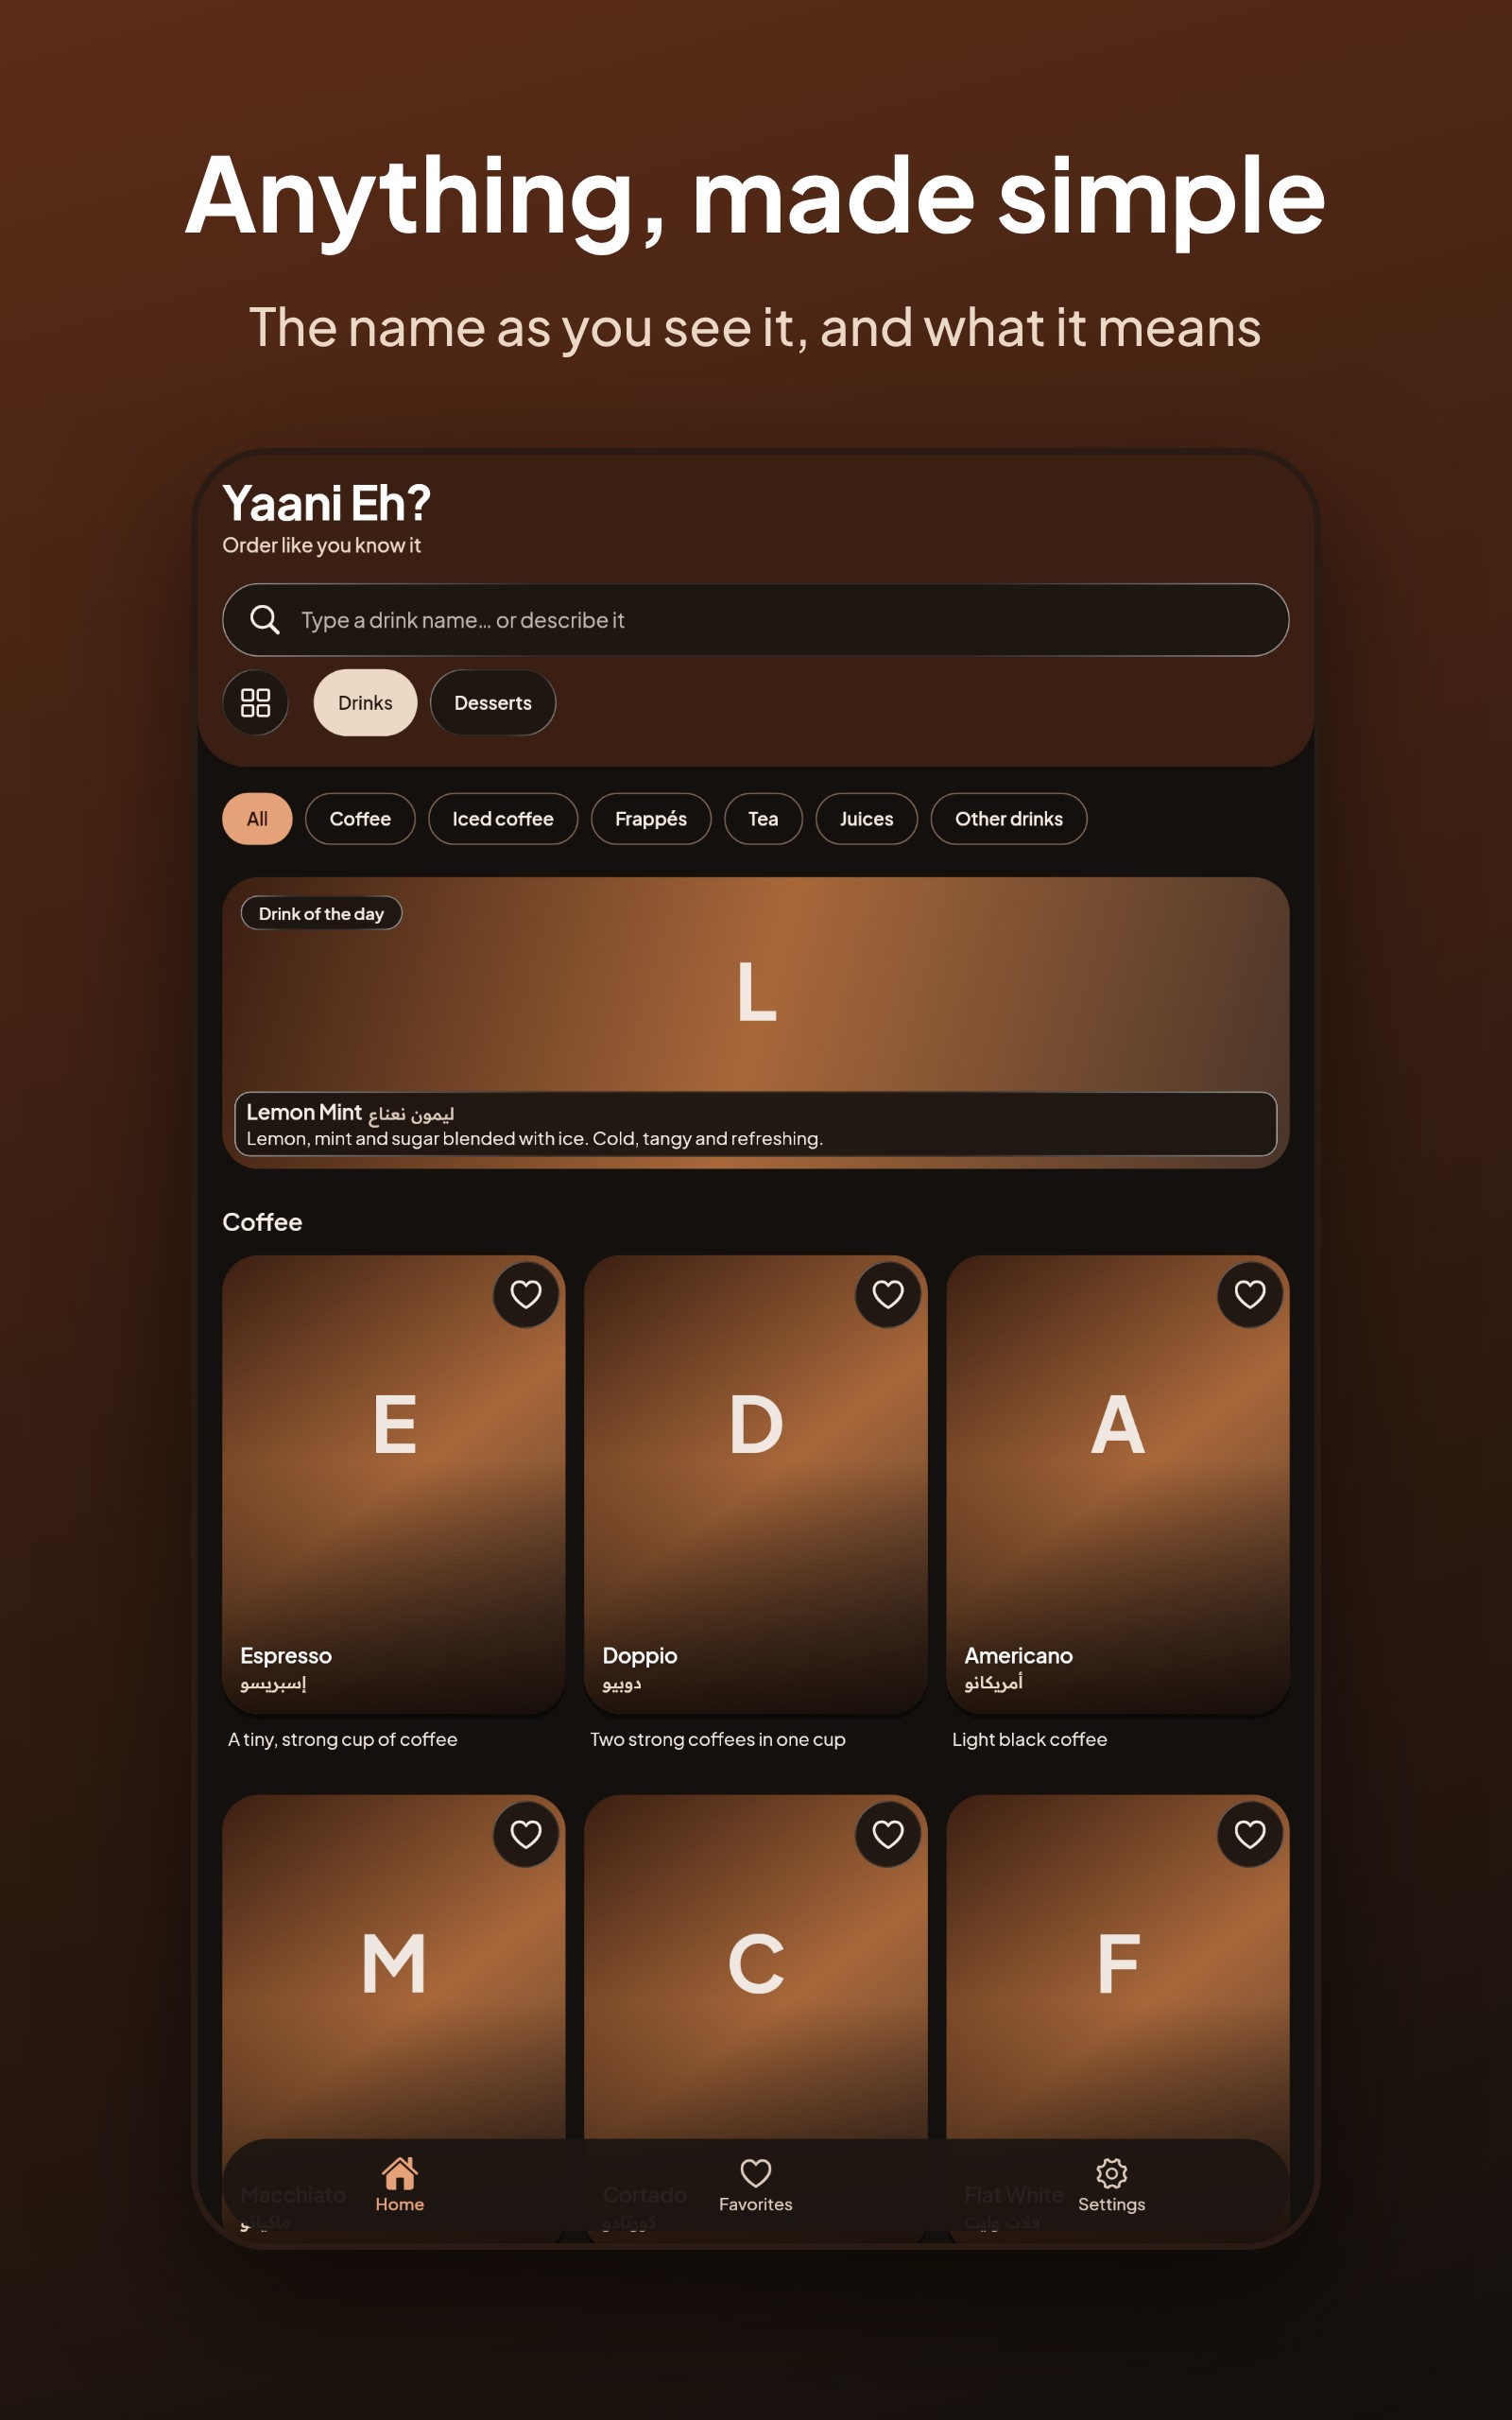 Anything, made simple
The name as you see it, and what it means
Yaani Eh?
Order like you know it
Type a drink name... or describe it
Drinks
Desserts
All
Coffee
Iced coffee
Frappés
Tea
Juices
Other drinks
Drink of the day
L
Lemon Mint ليمون نعناع
Lemon, mint and sugar blended with ice. Cold, tangy and refreshing.
Coffee
E
D
A
Espresso
إسبريسو
Doppio
دوبيو
Americano
أمريكانو
A tiny, strong cup of coffee
Two strong coffees in one cup
Light black coffee
M
C
F
Macchiato
ماكياتو
Cortado
كورتادو
Flat White
فلات وايت
Home
Favorites
Settings